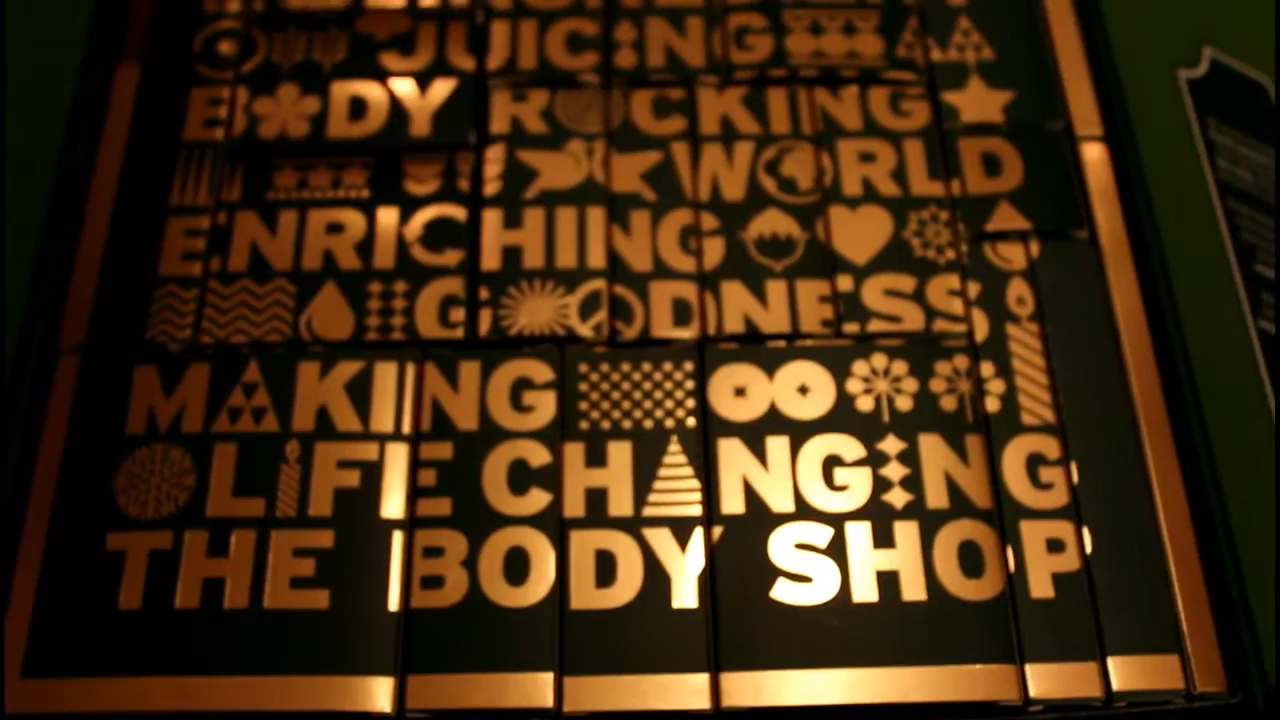 JUICING
BODY ROCKING
WORLD
ENRICHING
GOODNESS
MAKING
LIFE CHANGING
THE BODY SHOP